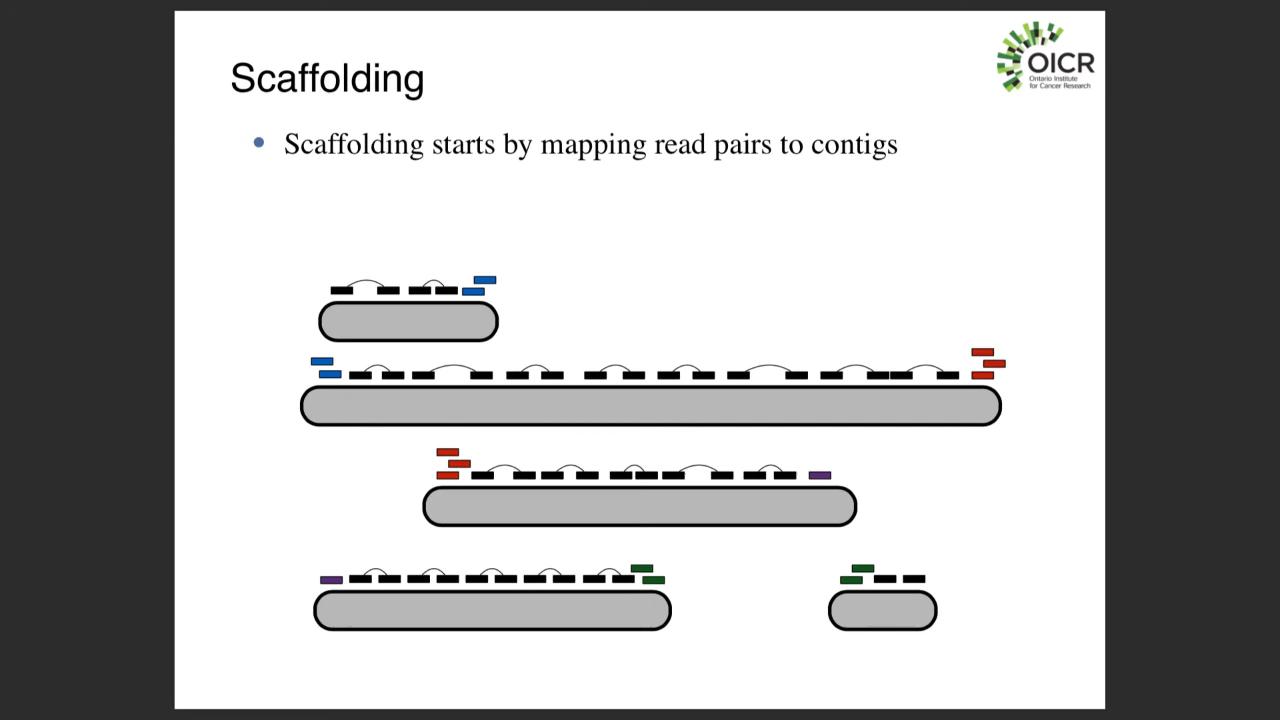 Scaffolding
OICR
Ontario Institute
for Cancer Research
Scaffolding starts by mapping read pairs to contigs